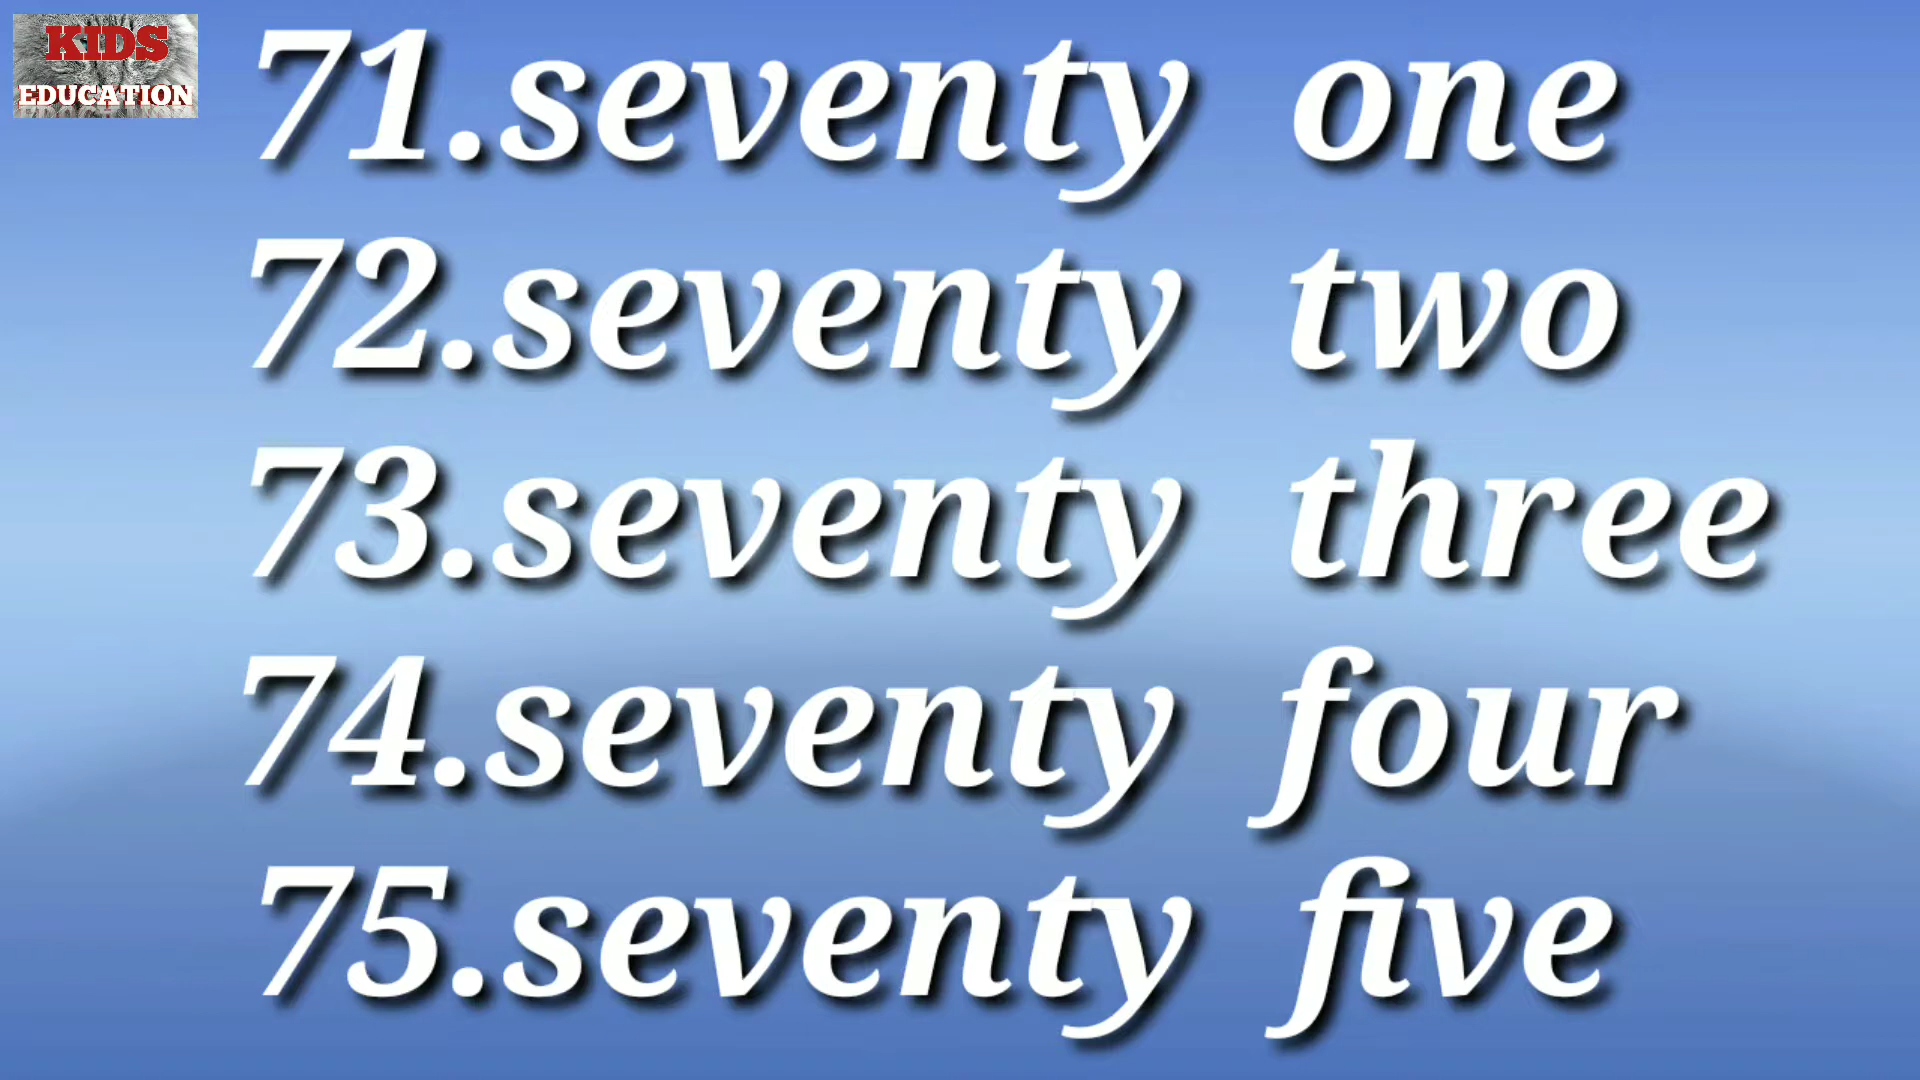 KIDS
EDUCATION
71.seventy one
72.seventy two
73.seventy three
74.seventy four
75.seventy five